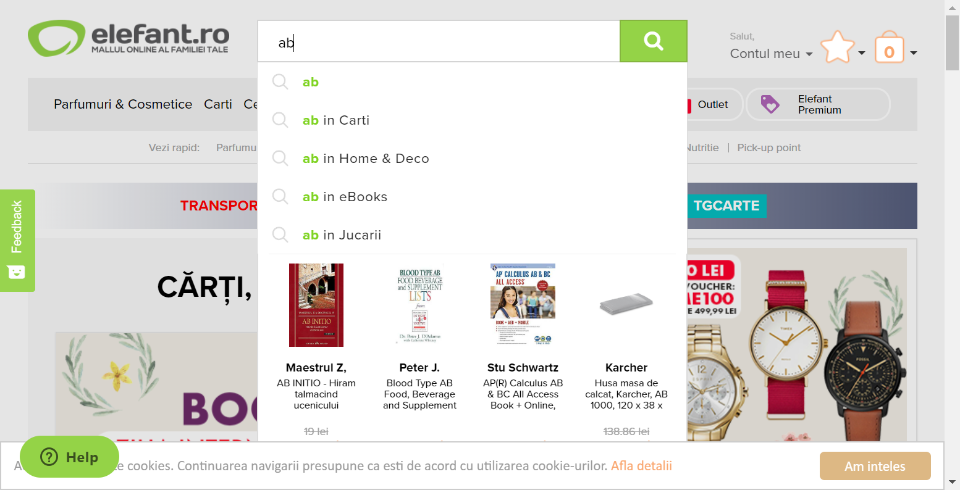 elefant.ro
MALLUL ONLINE AL FAMILIEI TALE
ab
Salut,
Contul meu
0
Parfumuri & Cosmetice
Carti
Outlet
Elefant
Premium
Vezi rapid:
Nutritie | Pick-up point
ab
ab in Carti
ab in Home & Deco
ab in eBooks
ab in Jucarii
TGCARTE
Feedback
CĂRȚI,
AB INITIO
BLOOD TYPE AB
FOOD, BEVERAGE
and SUPPLEMENT
LISTS
AP CALCULUS AB & BC
ALL ACCESS
LEI
VOUCHER:
499,99 LEI
Maestrul Z,
AB INITIO - Hiram
talmacind
ucenicului
19 lei
Peter J.
Blood Type AB
Food, Beverage
and Supplement
Stu Schwartz
AP(R) Calculus AB
& BC All Access
Book + Online,
Karcher
Husa masa de
calcat, Karcher, AB
1000, 120 x 38 x
138.86 lei
Help
cookies. Continuarea navigarii presupune ca esti de acord cu utilizarea cookie-urilor. Afla detalii
Am inteles